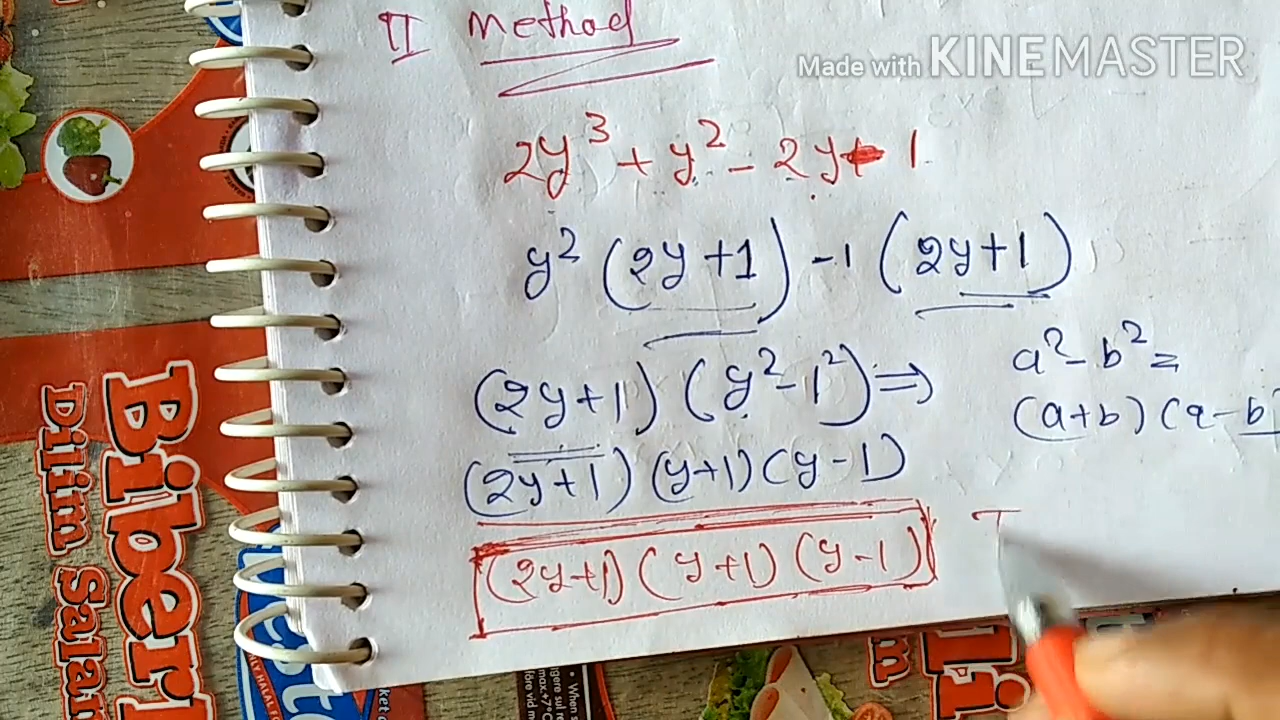 II Method
Made with KINEMASTER
2y³ + y² - 2y - 1
y² (2y + 1) - 1 (2y + 1)
(2y + 1) (y² - 1²) ⇒
a² - b² =
(a + b) (a - b)
(2y + 1) (y + 1) (y - 1)
(2y + 1) (y + 1) (y - 1)
Biber
Dilim Salam